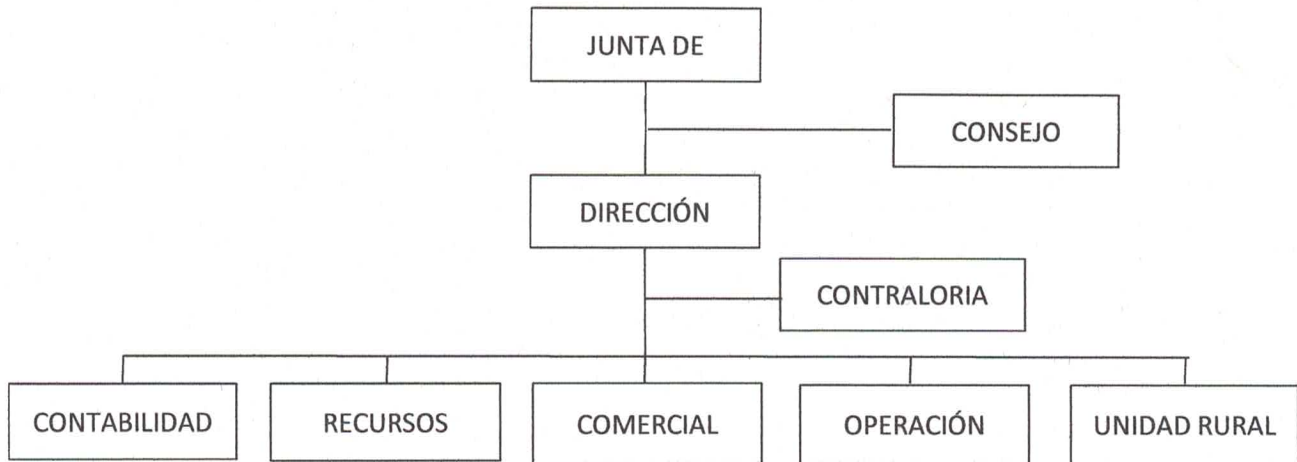 JUNTA DE
CONSEJO
DIRECCIÓN
CONTRALORIA
CONTABILIDAD
RECURSOS
COMERCIAL
OPERACIÓN
UNIDAD RURAL